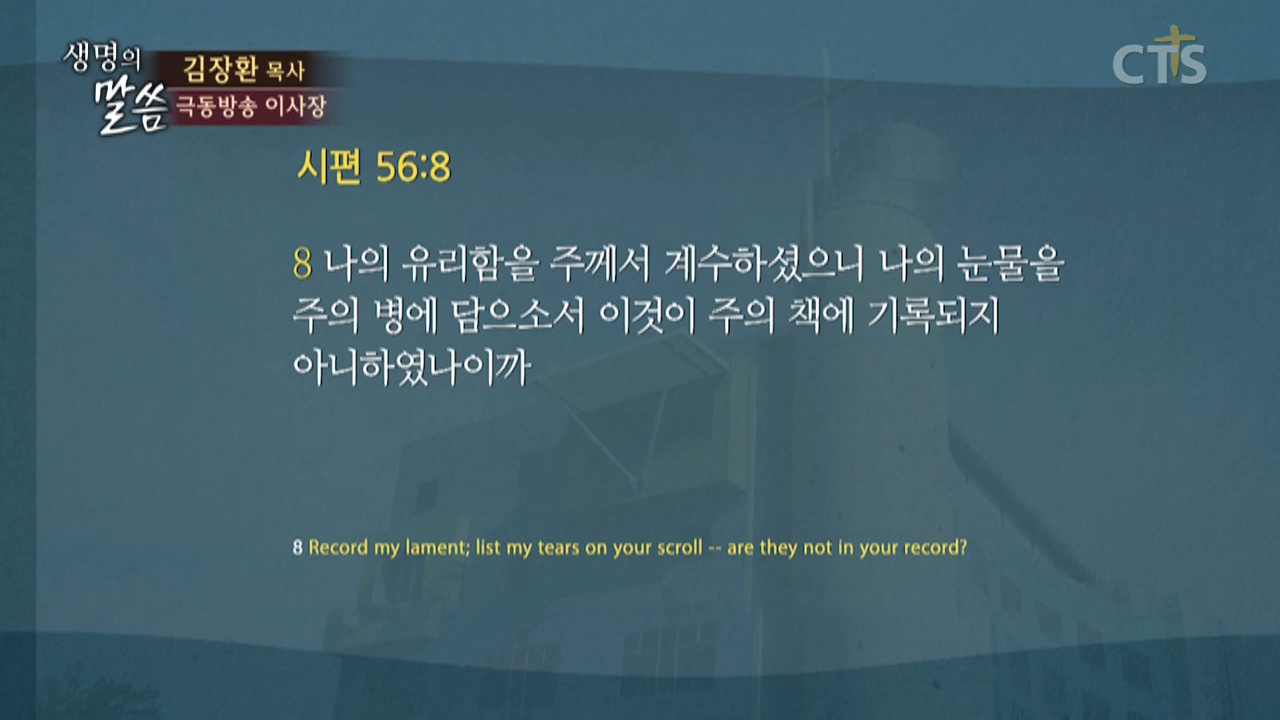 생명의
말씀
김장환 목사
극동방송 이사장
CTS
시편 56:8
8 나의 유리함을 주께서 계수하셨으니 나의 눈물을
주의 병에 담으소서 이것이 주의 책에 기록되지
아니하였나이까
8 Record my lament; list my tears on your scroll -- are they not in your record?